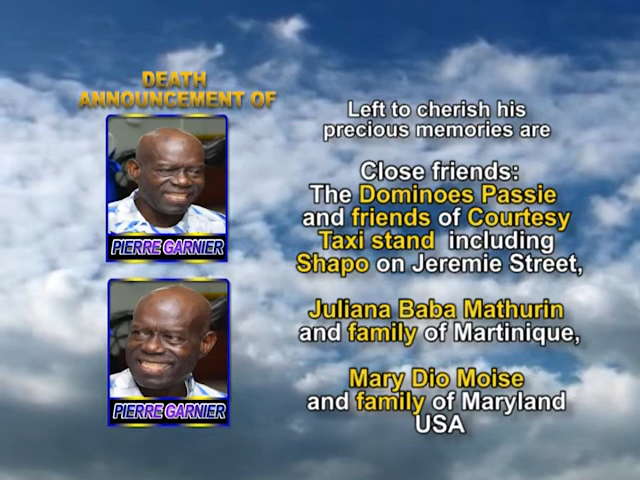 DEATH
ANNOUNCEMENT OF
PIERRE GARNIER
PIERRE GARNIER
Left to cherish his
precious memories are
Close friends:
The Dominoes Passie
and friends of Courtesy
Taxi stand including
Shapo on Jeremie Street,
Juliana Baba Mathurin
and family of Martinique,
Mary Dio Moise
and family of Maryland
USA